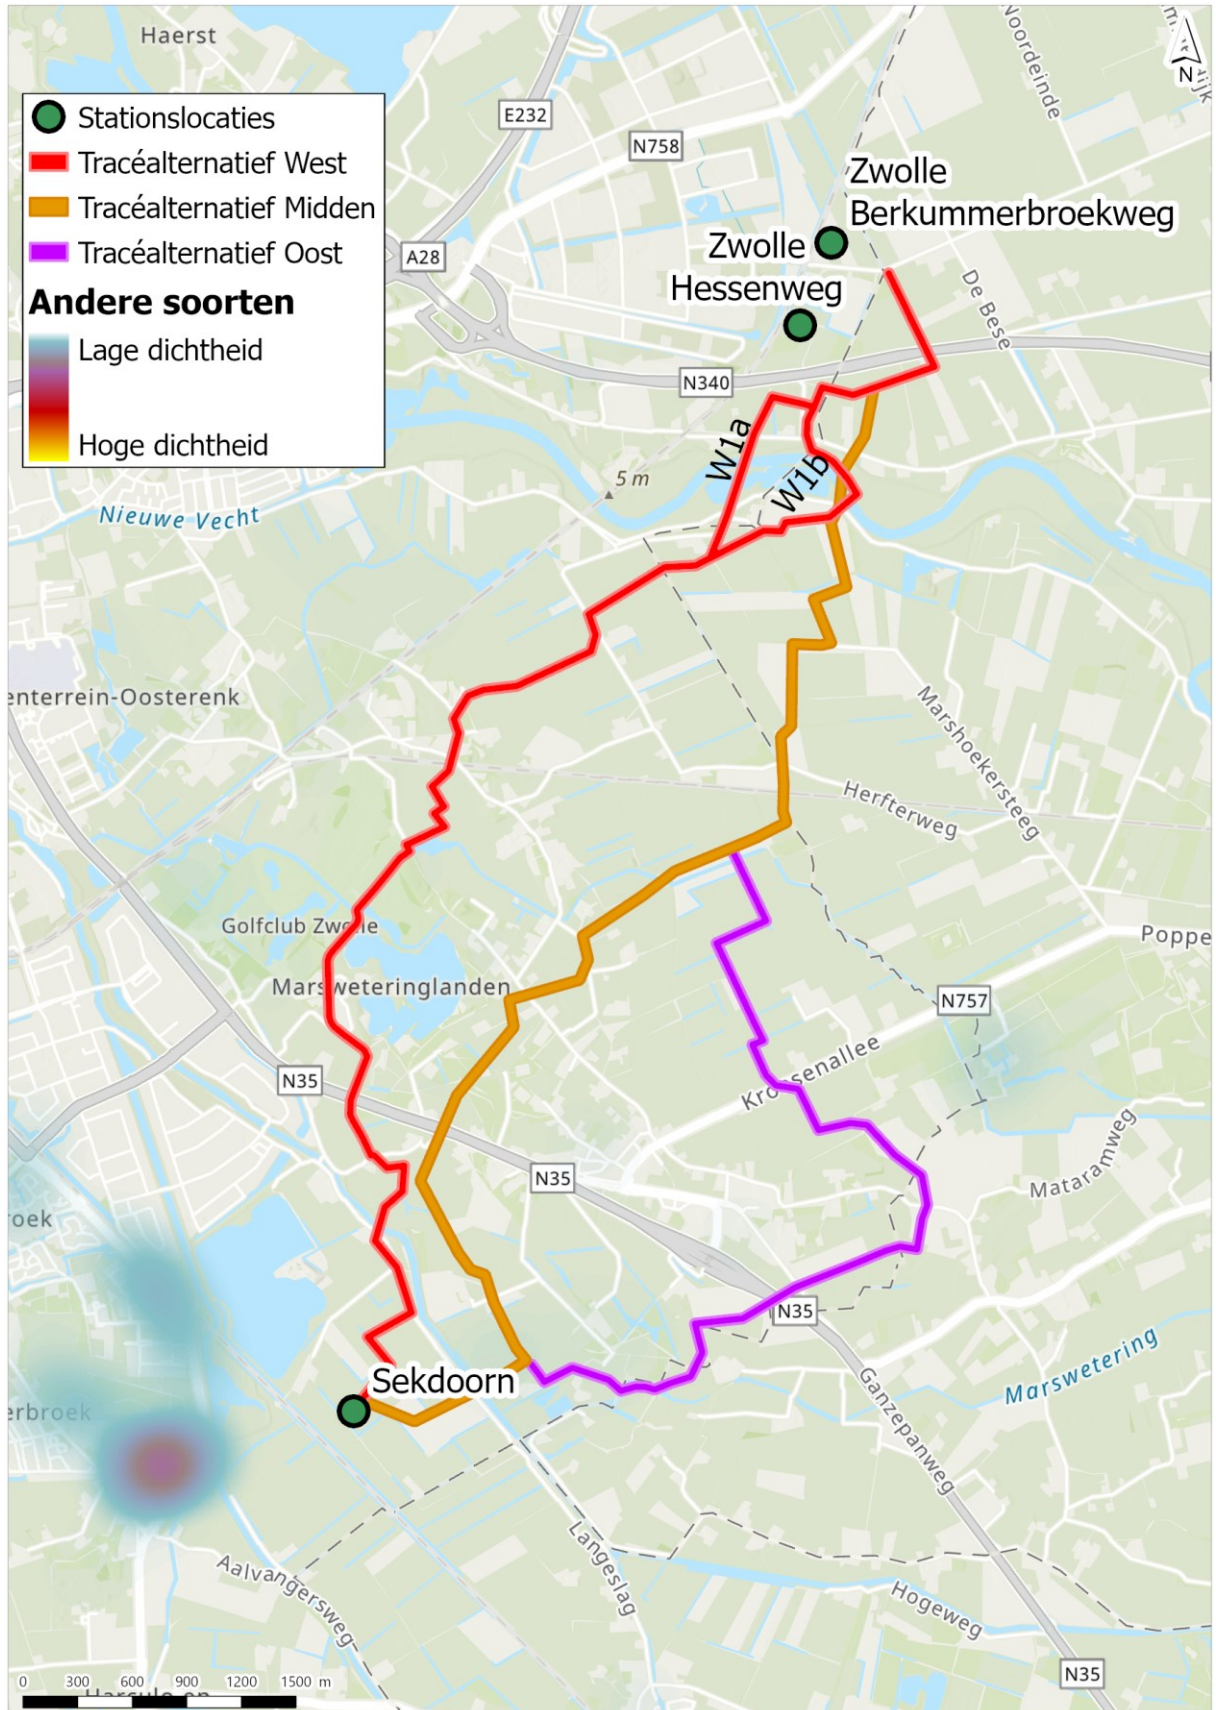 Haerst
Noordeinde
N
E232
Stationslocaties
Tracéalternatief West
Tracéalternatief Midden
Tracéalternatief Oost
Andere soorten
Lage dichtheid
Hoge dichtheid
N758
Zwolle
Berkummerbroekweg
Zwolle
Hessenweg
A28
De Bese
N340
W1a
W1b
5 m
Nieuwe Vecht
enterrein-Oosterenk
Marshoekersteeg
Herfterweg
Golfclub Zwolle
Poppe
Marsweteringlanden
N757
Kroesenallee
N35
Mataramweg
N35
roek
N35
Marswetering
Sekdoorn
erbroek
Ganzepanweg
Langeslag
Aalvangersweg
Hogeweg
N35
0 300 600 900 1200 1500 m